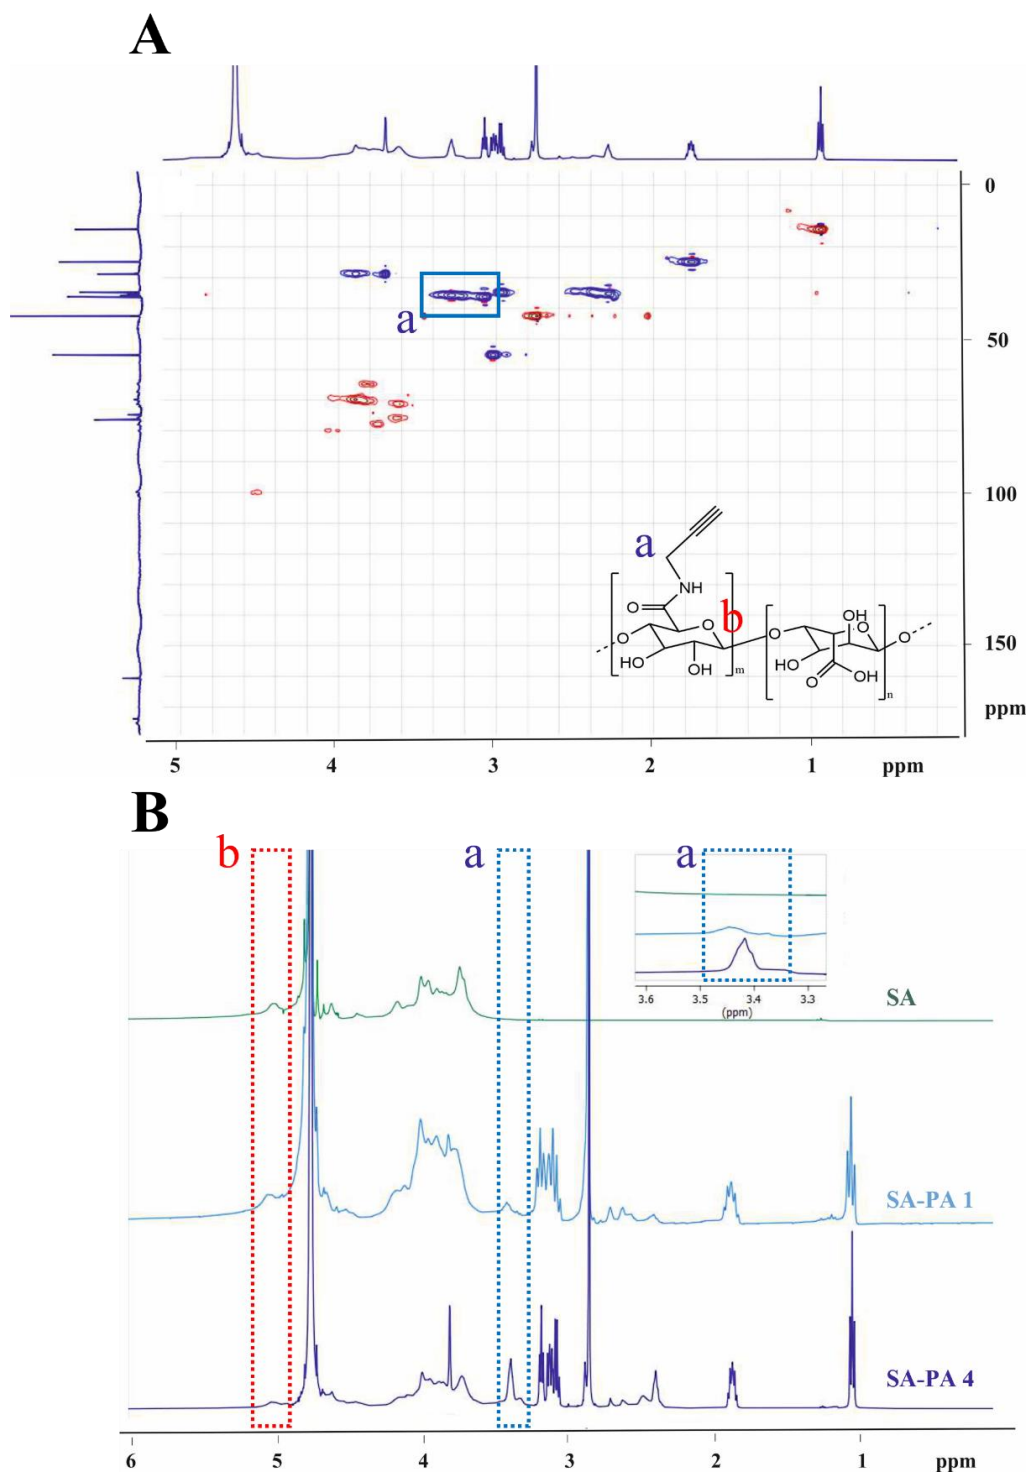 A
0
50
100
150
ppm
a
a
NH
O
O
b
O
HO
OH
m
O
OH
O
O
HO
O
OH
n
5 4 3 2 1 ppm
B
b a a
3.6 3.5 3.4 3.3
(ppm)
SA
SA-PA 1
SA-PA 4
6 5 4 3 2 1 ppm